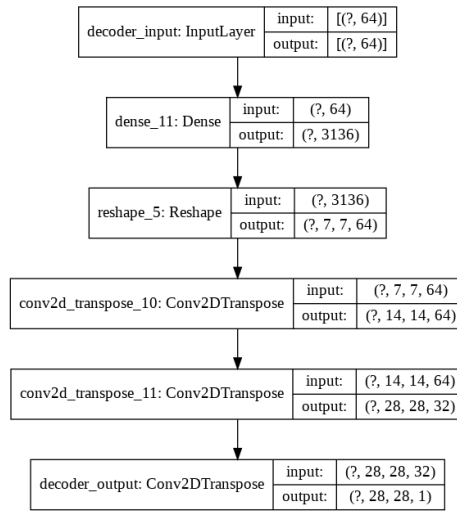 decoder_input: InputLayer
input: [(?, 64)]
output: [(?, 64)]
dense_11: Dense
input: (?, 64)
output: (?, 3136)
reshape_5: Reshape
input: (?, 3136)
output: (?, 7, 7, 64)
conv2d_transpose_10: Conv2DTranspose
input: (?, 7, 7, 64)
output: (?, 14, 14, 64)
conv2d_transpose_11: Conv2DTranspose
input: (?, 14, 14, 64)
output: (?, 28, 28, 32)
decoder_output: Conv2DTranspose
input: (?, 28, 28, 32)
output: (?, 28, 28, 1)